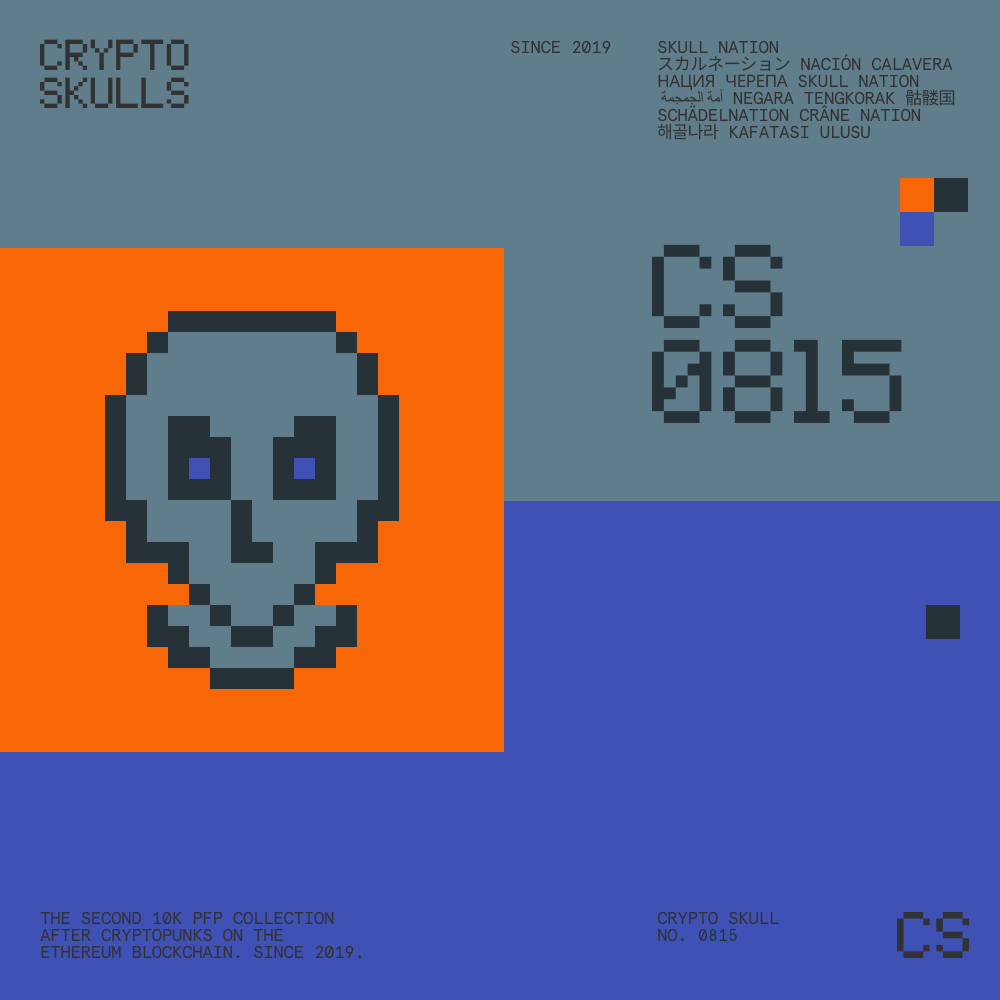 CRYPTO
SKULLS
SINCE 2019
SKULL NATION
スカルネーション NACIÓN CALAVERA
НАЦИЯ ЧЕРЕПА SKULL NATION
أمة الجمجمة NEGARA TENGKORAK 骷髅国
SCHÄDELNATION CRÂNE NATION
해골나라 KAFATASI ULUSU
CS
0815
THE SECOND 10K PFP COLLECTION
AFTER CRYPTOPUNKS ON THE
ETHEREUM BLOCKCHAIN. SINCE 2019.
CRYPTO SKULL
NO. 0815
CS